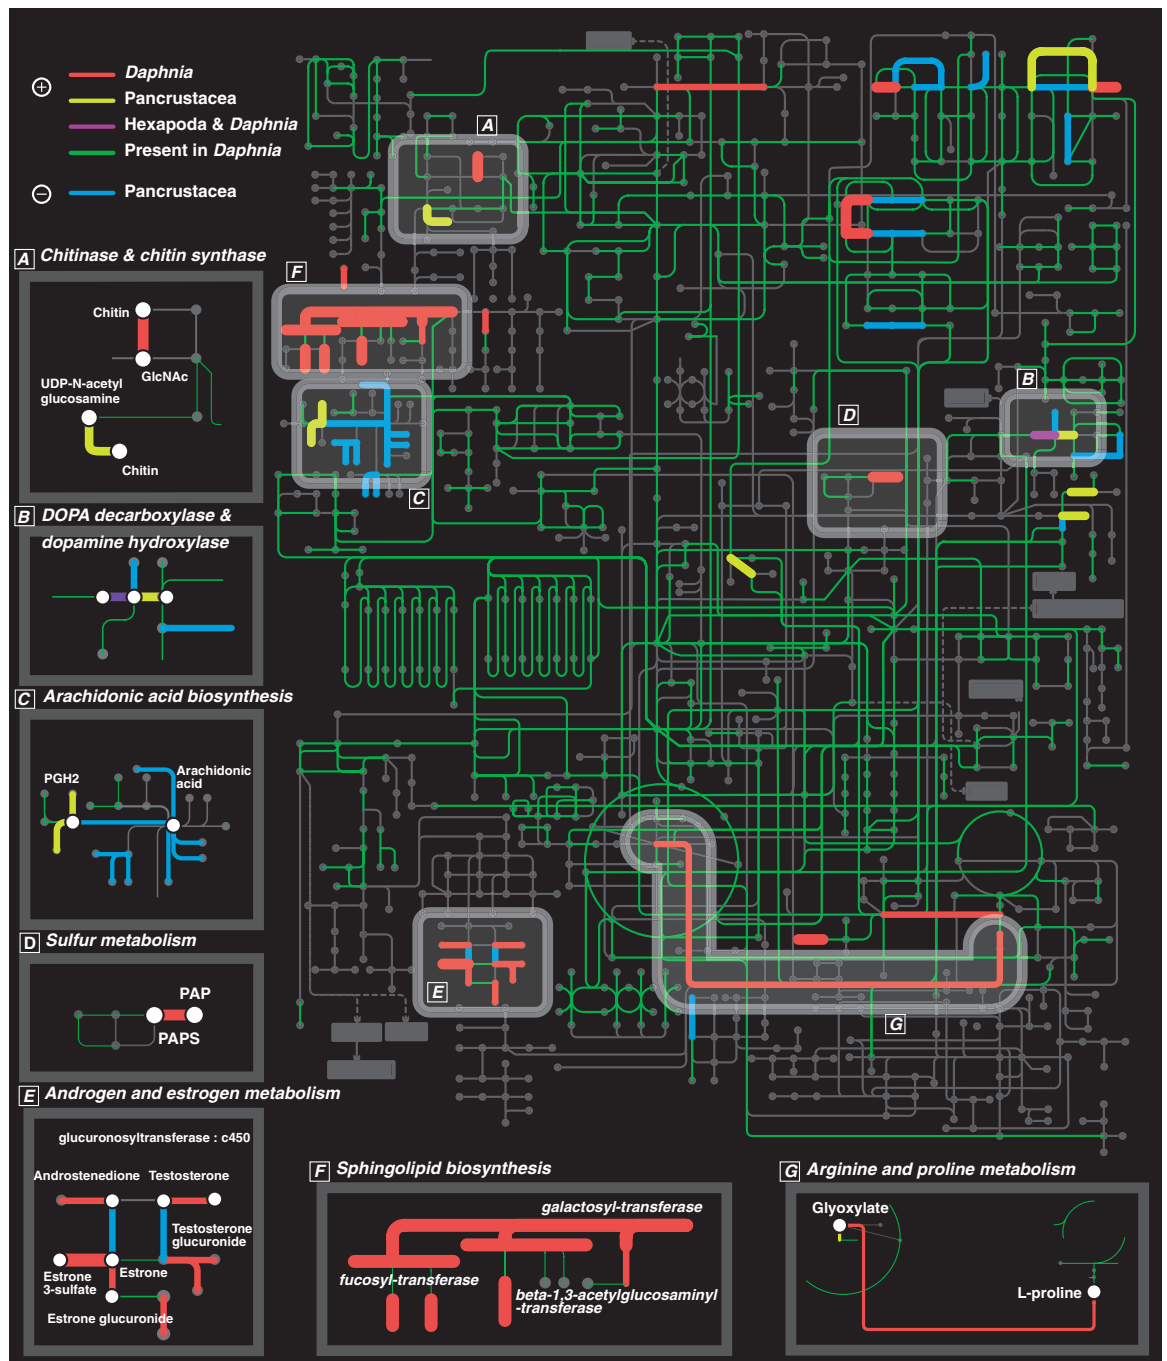 +
Daphnia
Pancrustacea
Hexapoda & Daphnia
Present in Daphnia
−
Pancrustacea
A
F
C
D
B
E
G
A Chitinase & chitin synthase
Chitin
GlcNAc
UDP-N-acetyl
glucosamine
Chitin
B DOPA decarboxylase &
dopamine hydroxylase
C Arachidonic acid biosynthesis
PGH2
Arachidonic
acid
D Sulfur metabolism
PAP
PAPS
E Androgen and estrogen metabolism
glucuronosyltransferase : c450
Androstenedione
Testosterone
Testosterone
glucuronide
Estrone
3-sulfate
Estrone
Estrone glucuronide
F Sphingolipid biosynthesis
galactosyl-transferase
fucosyl-transferase
beta-1,3-acetylglucosaminyl
-transferase
G Arginine and proline metabolism
Glyoxylate
L-proline